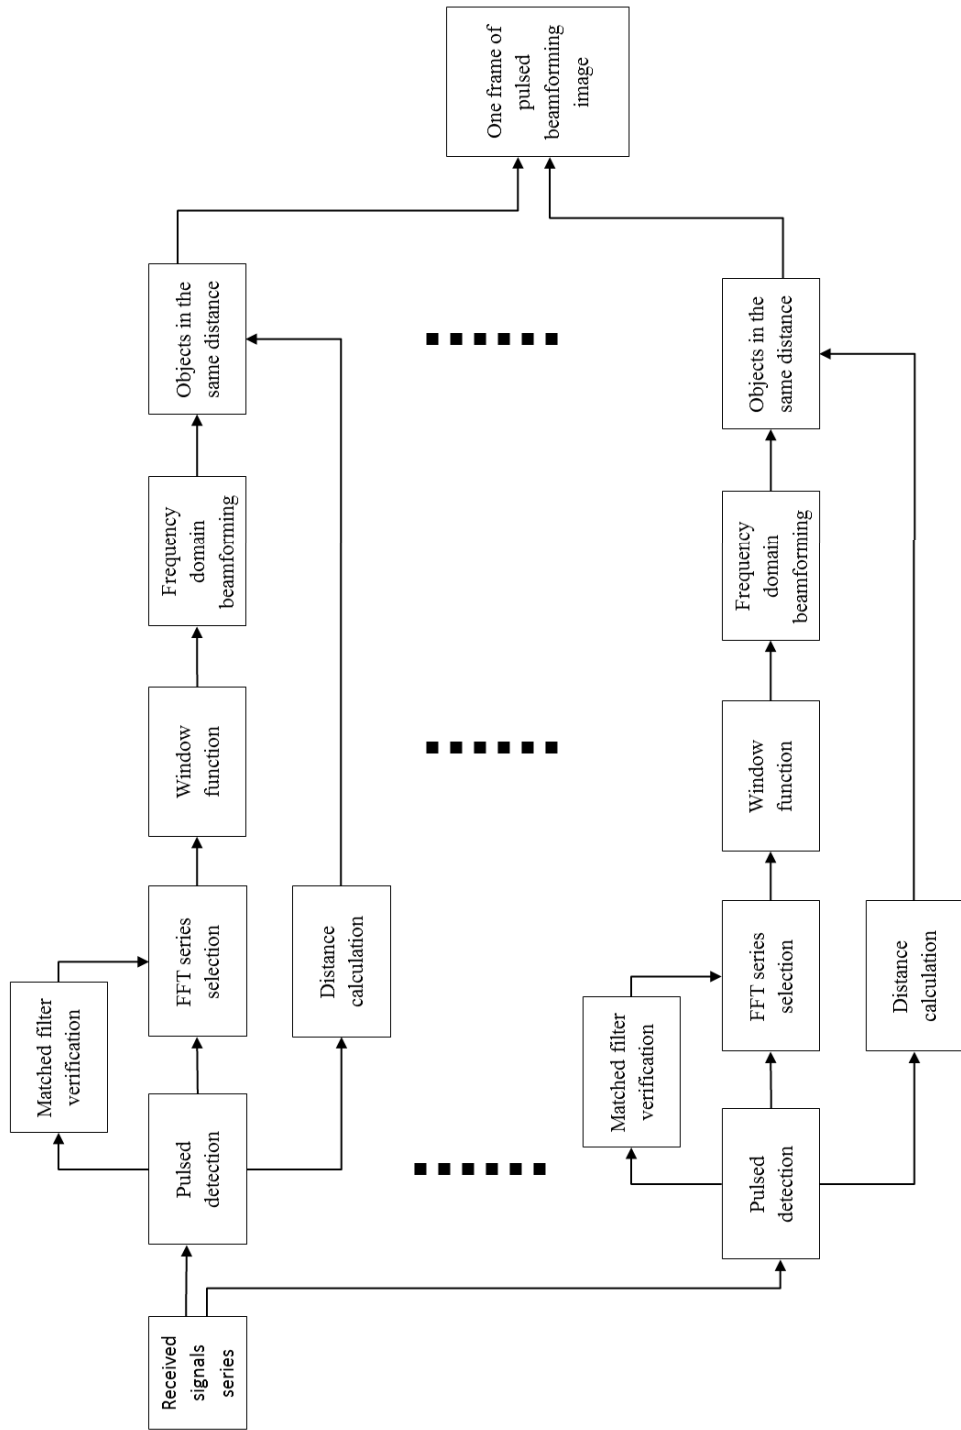 Received
signals
series
Pulsed
detection
Matched filter
verification
FFT series
selection
Distance
calculation
Window
function
Frequency
domain
beamforming
Objects in the
same distance
Pulsed
detection
Matched filter
verification
FFT series
selection
Distance
calculation
Window
function
Frequency
domain
beamforming
Objects in the
same distance
One frame of
pulsed
beamforming
image